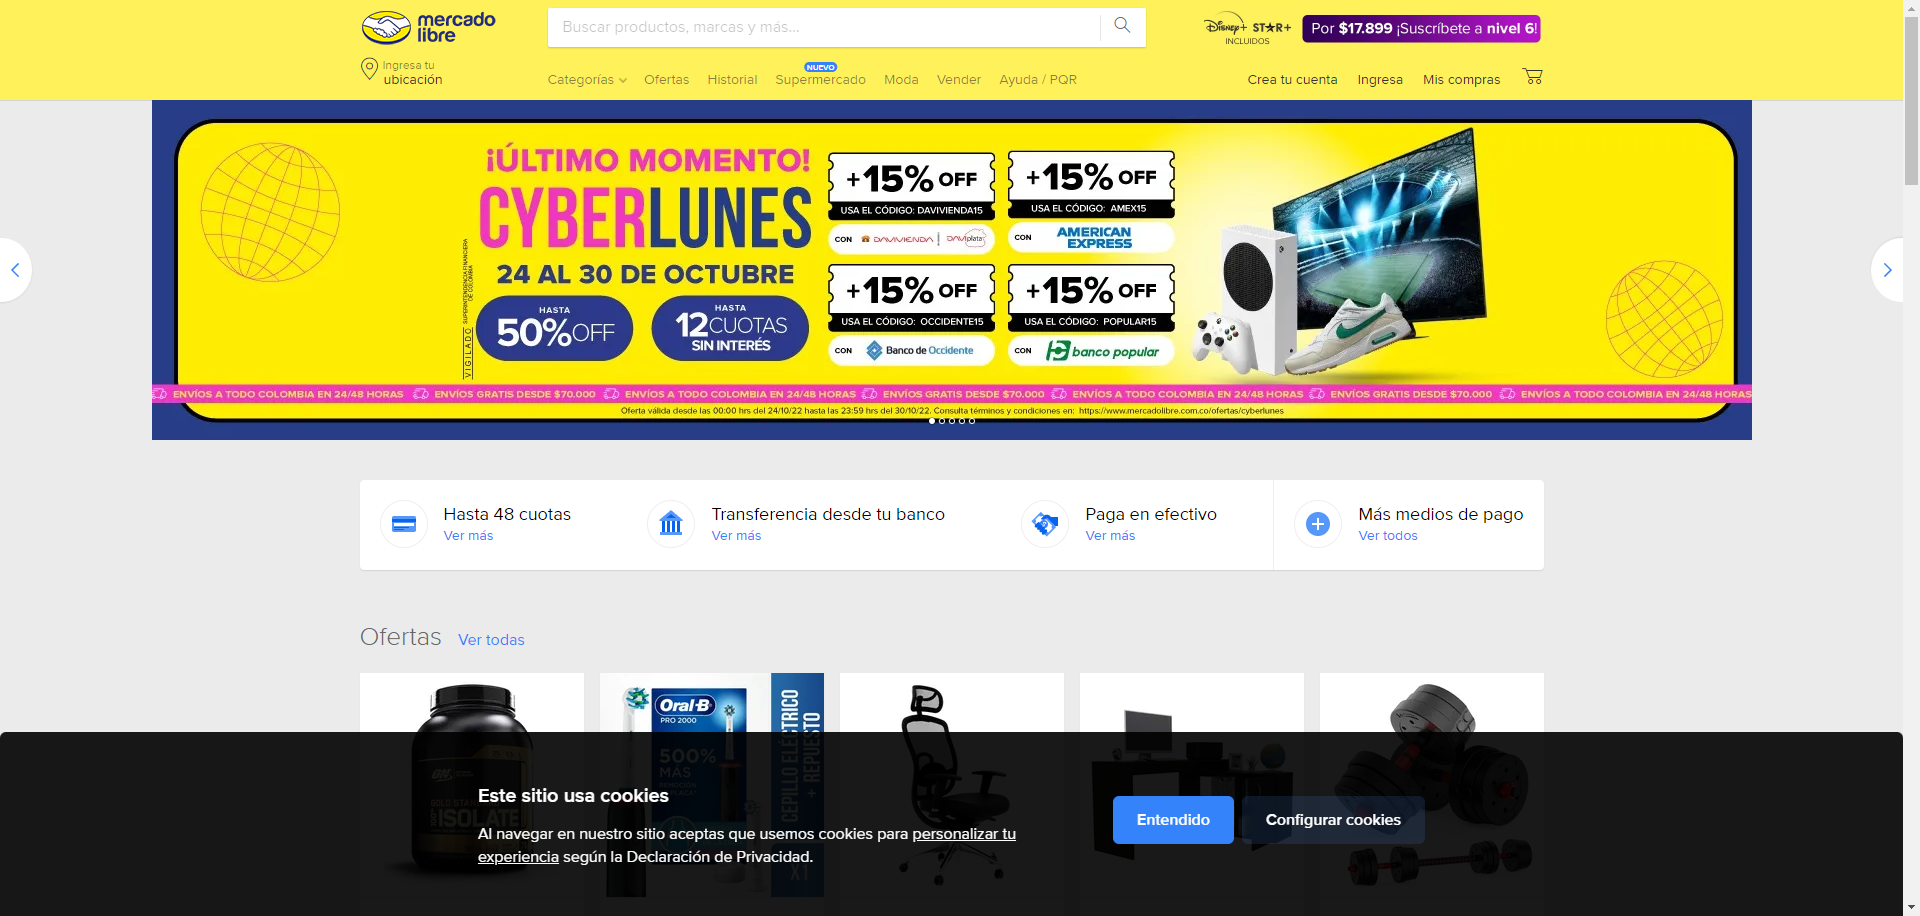 mercado
libre
Buscar productos, marcas y más...
Disney+ STAR+
INCLUIDOS
Por $17.899 ¡Suscríbete a nivel 6!
Ingresa tu
ubicación
Categorías
Ofertas
Historial
NUEVO
Supermercado
Moda
Vender
Ayuda / PQR
Crea tu cuenta
Ingresa
Mis compras
¡ÚLTIMO MOMENTO!
CYBERLUNES
24 AL 30 DE OCTUBRE
HASTA
50%OFF
HASTA
12CUOTAS
SIN INTERÉS
VIGILADO
SUPERINTENDENCIA FINANCIERA
DE COLOMBIA
+15% OFF
USA EL CÓDIGO: DAVIVIENDA15
CON DAVIVIENDA | DAVIplata
+15% OFF
USA EL CÓDIGO: AMEX15
CON AMERICAN
EXPRESS
+15% OFF
USA EL CÓDIGO: OCCIDENTE15
CON Banco de Occidente
+15% OFF
USA EL CÓDIGO: POPULAR15
CON banco popular
ENVÍOS A TODO COLOMBIA EN 24/48 HORAS ENVÍOS GRATIS DESDE $70.000 ENVÍOS A TODO COLOMBIA EN 24/48 HORAS ENVÍOS GRATIS DESDE $70.000 ENVÍOS A TODO COLOMBIA EN 24/48 HORAS ENVÍOS GRATIS DESDE $70.000 ENVÍOS A TODO COLOMBIA EN 24/48 HORAS
Oferta válida desde las 00:00 hrs del 24/10/22 hasta las 23:59 hrs del 30/10/22. Consulta términos y condiciones en: https://www.mercadolibre.com.co/ofertas/cyberlunes
Hasta 48 cuotas
Ver más
Transferencia desde tu banco
Ver más
Paga en efectivo
Ver más
Más medios de pago
Ver todos
Ofertas
Ver todas
ON
GOLD STANDARD
100% ISOLATE
Oral-B
PRO 2000
500%
MÁS
CEPILLO ELÉCTRICO
+ REPUESTO
X1
Este sitio usa cookies
Al navegar en nuestro sitio aceptas que usemos cookies para personalizar tu
experiencia según la Declaración de Privacidad.
Entendido
Configurar cookies